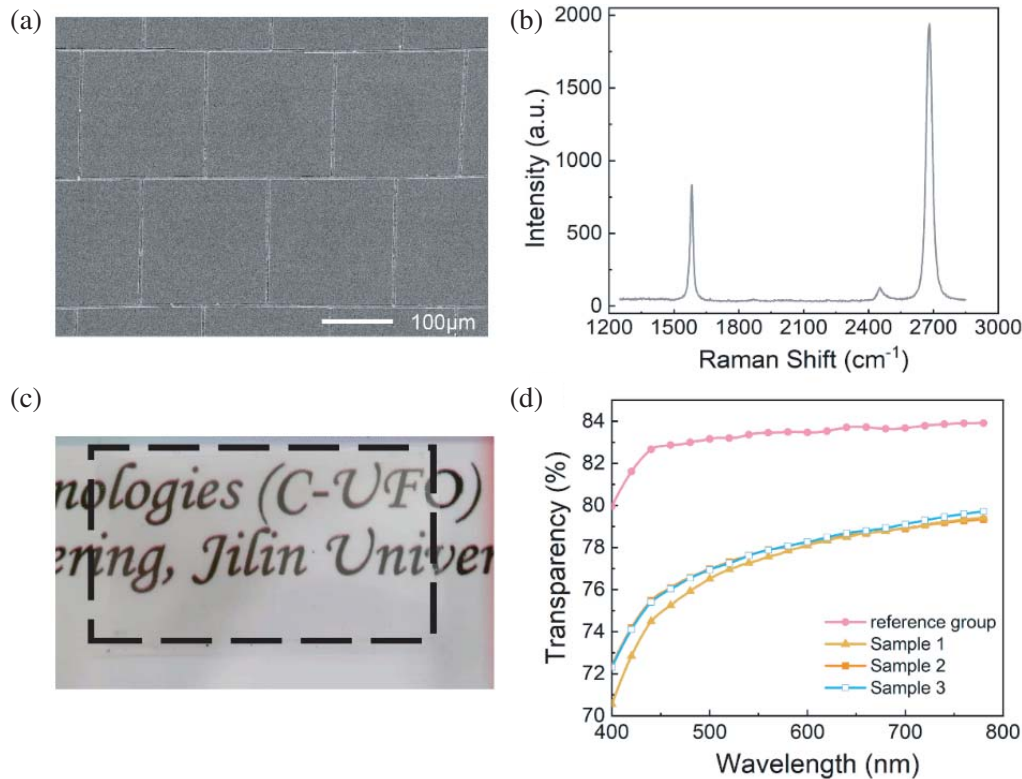 (a)
100μm
(b)
Intensity (a.u.)
2000
1500
1000
500
0
1200 1500 1800 2100 2400 2700 3000
Raman Shift (cm⁻¹)
(c)
nologies (C-UFO)
ering, Jilin Univer
(d)
Transparency (%)
84
82
80
78
76
74
72
70
reference group
Sample 1
Sample 2
Sample 3
400 500 600 700 800
Wavelength (nm)